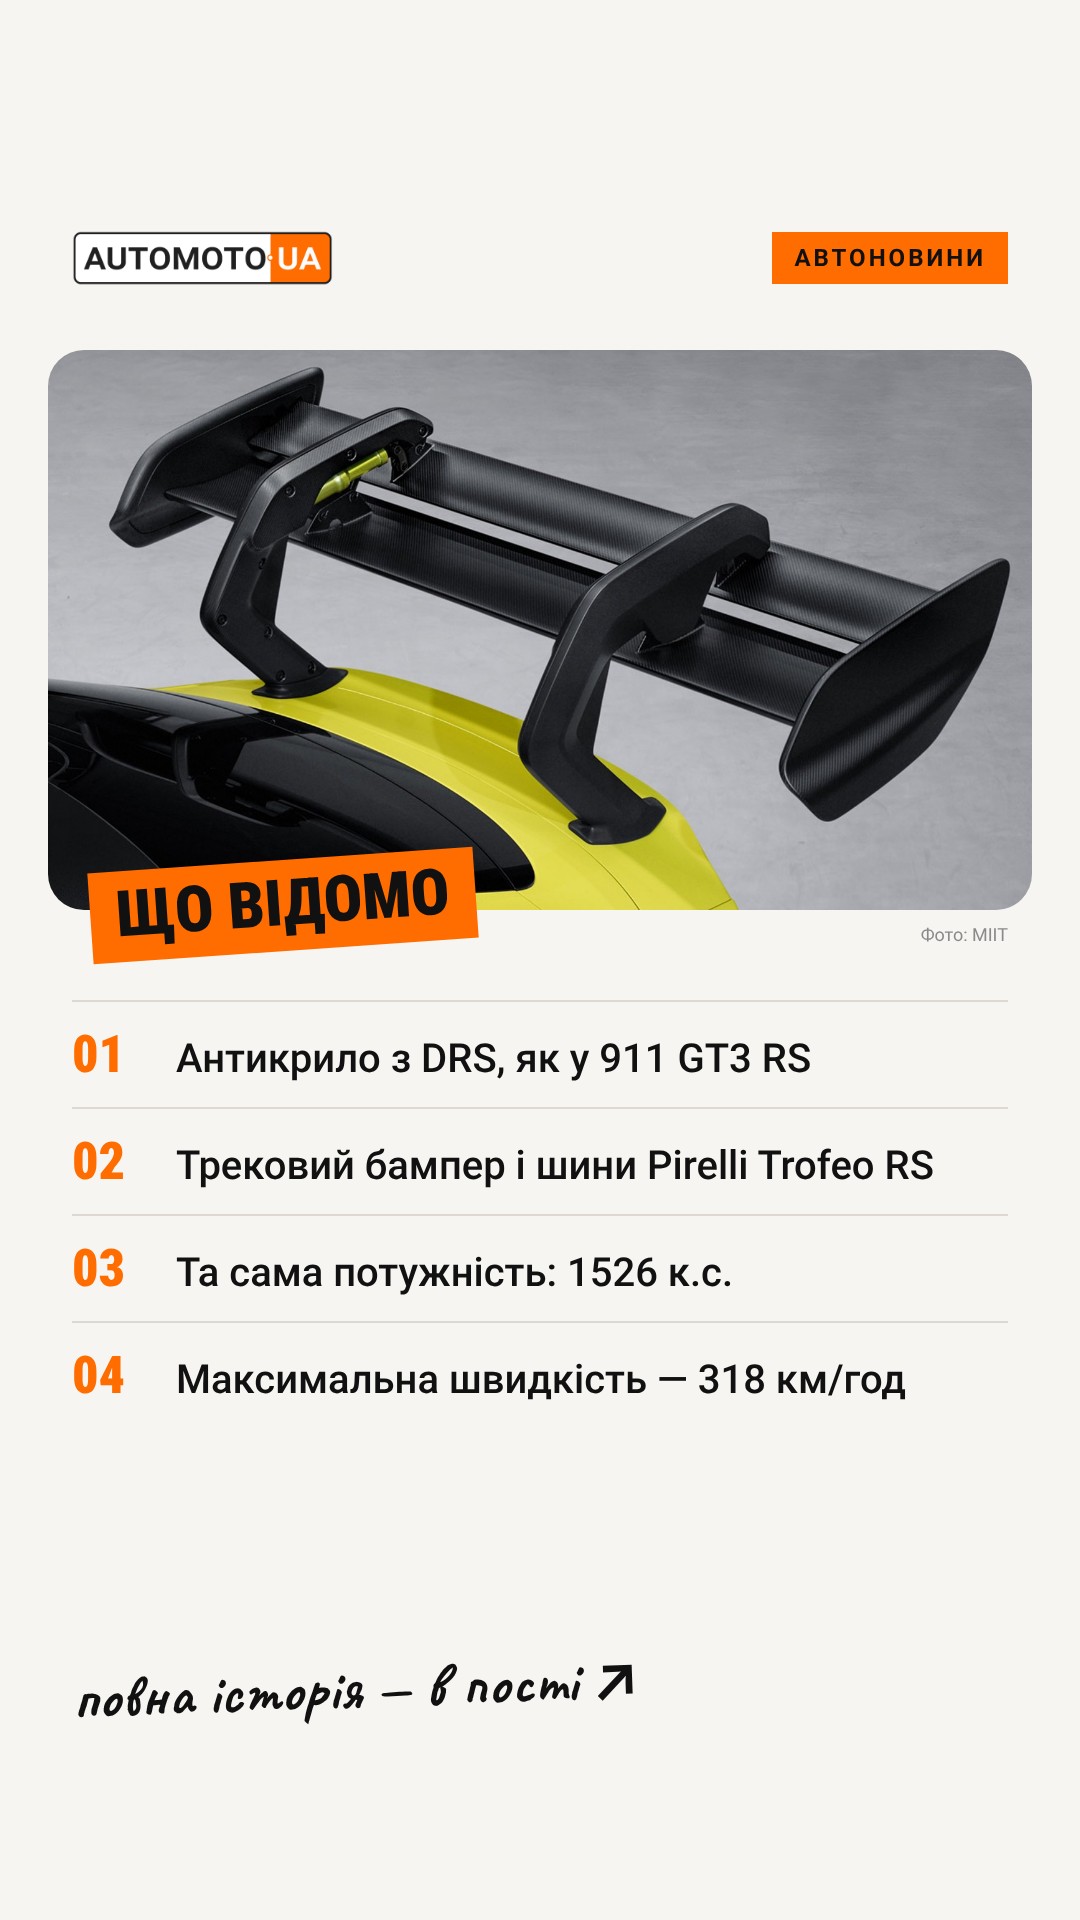 AUTOMOTO UA
АВТОНОВИНИ
ЩО ВІДОМО
Фото: MIIT
01 Антикрило з DRS, як у 911 GT3 RS
02 Трековий бампер і шини Pirelli Trofeo RS
03 Та сама потужність: 1526 к.с.
04 Максимальна швидкість — 318 км/год
повна історія — в пості ↗